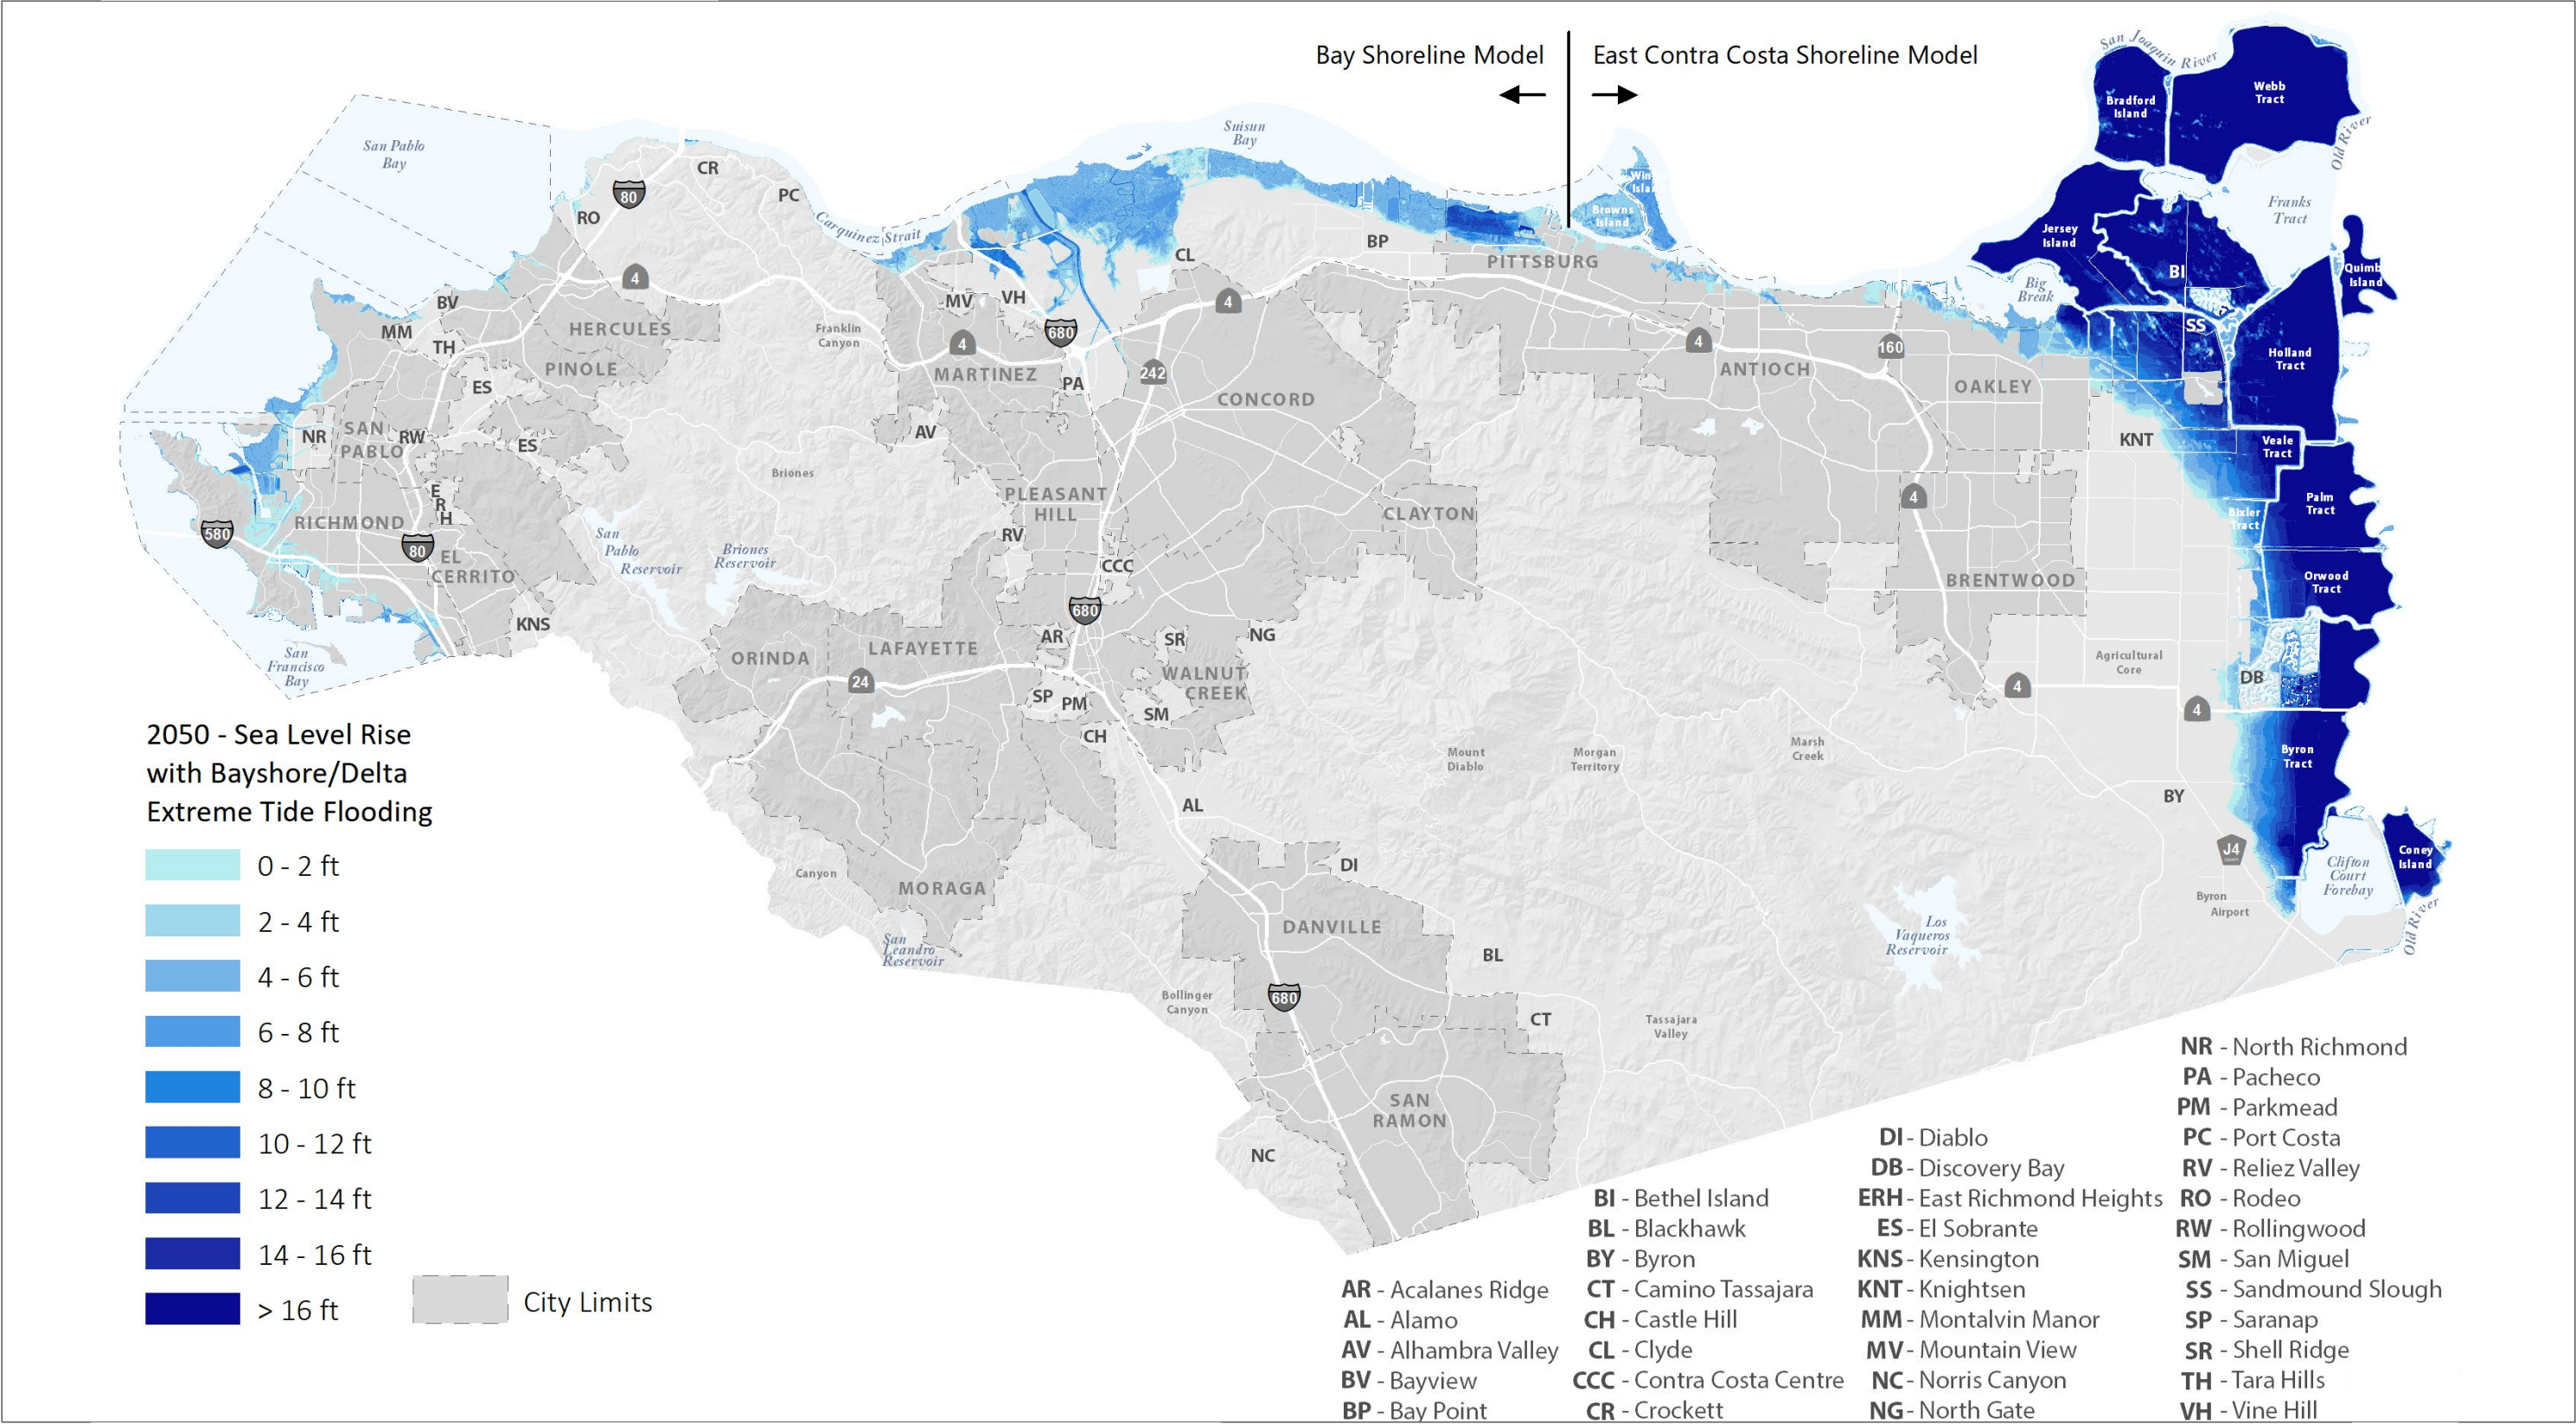 Bay Shoreline Model
East Contra Costa Shoreline Model
San Joaquin River
Webb
Tract
Bradford
Island
Old River
Franks
Tract
San Pablo
Bay
Suisun
Bay
Carquinez Strait
Browns
Island
Jersey
Island
Big
Break
BI
SS
Holland
Tract
Veale
Tract
Palm
Tract
Bixler
Tract
Orwood
Tract
DB
Byron
Tract
Coney
Island
Clifton
Court
Forebay
Old River
CR
PC
80
RO
4
BV
MM
TH
HERCULES
PINOLE
ES
ES
NR
SAN
PABLO
RW
E
R
H
RICHMOND
580
80
EL
CERRITO
KNS
San
Francisco
Bay
San
Pablo
Reservoir
Briones
Reservoir
Briones
Franklin
Canyon
MV
VH
CL
BP
PITTSBURG
4
680
4
MARTINEZ
PA
242
AV
CONCORD
PLEASANT
HILL
CLAYTON
RV
CCC
680
AR
SR
NG
ORINDA
LAFAYETTE
24
WALNUT
CREEK
SP
PM
SM
CH
AL
4
ANTIOCH
160
OAKLEY
KNT
4
BRENTWOOD
Agricultural
Core
4
4
Mount
Diablo
Morgan
Territory
Marsh
Creek
BY
J4
Byron
Airport
Canyon
MORAGA
San
Leandro
Reservoir
DI
DANVILLE
BL
680
Bollinger
Canyon
CT
Tassajara
Valley
Los
Vaqueros
Reservoir
SAN
RAMON
NC
2050 - Sea Level Rise
with Bayshore/Delta
Extreme Tide Flooding
0 - 2 ft
2 - 4 ft
4 - 6 ft
6 - 8 ft
8 - 10 ft
10 - 12 ft
12 - 14 ft
14 - 16 ft
> 16 ft
City Limits
AR - Acalanes Ridge
AL - Alamo
AV - Alhambra Valley
BV - Bayview
BP - Bay Point
BI - Bethel Island
BL - Blackhawk
BY - Byron
CT - Camino Tassajara
CH - Castle Hill
CL - Clyde
CCC - Contra Costa Centre
CR - Crockett
DI - Diablo
DB - Discovery Bay
ERH - East Richmond Heights
ES - El Sobrante
KNS - Kensington
KNT - Knightsen
MM - Montalvin Manor
MV - Mountain View
NC - Norris Canyon
NG - North Gate
NR - North Richmond
PA - Pacheco
PM - Parkmead
PC - Port Costa
RV - Reliez Valley
RO - Rodeo
RW - Rollingwood
SM - San Miguel
SS - Sandmound Slough
SP - Saranap
SR - Shell Ridge
TH - Tara Hills
VH - Vine Hill